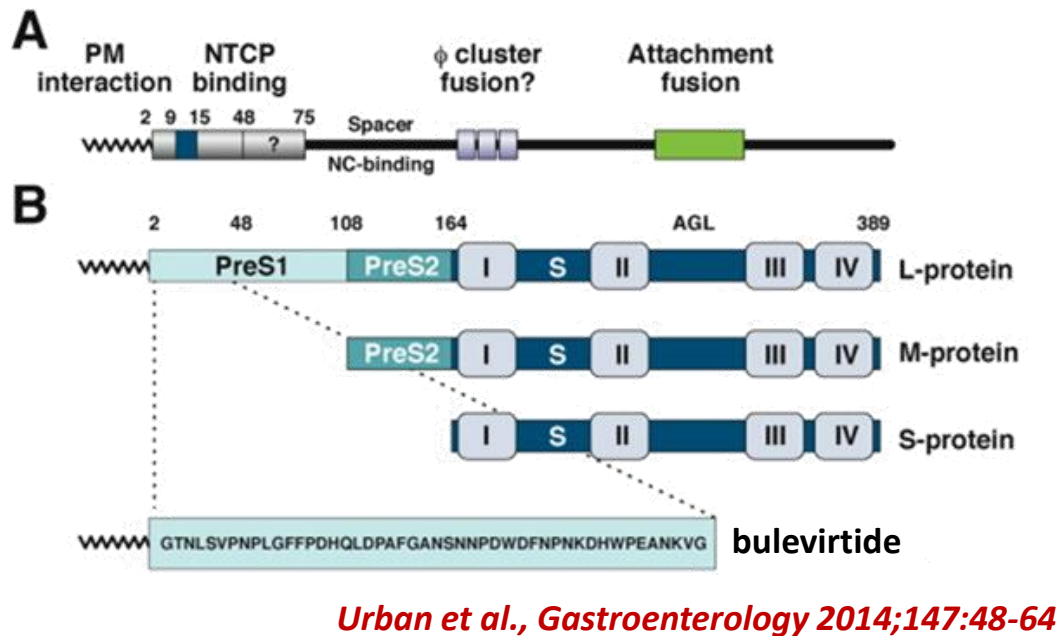 A
PM interaction
NTCP binding
ϕ cluster fusion?
Attachment fusion
2 9 15 48 75
?
Spacer
NC-binding
B
2 48 108 164 AGL 389
PreS1 PreS2 I S II III IV L-protein
PreS2 I S II III IV M-protein
I S II III IV S-protein
GTNLSVPNPLGFFPDHQLDPAFGANSNNPDWDFNPNKDHWPEANKVG bulevirtide
Urban et al., Gastroenterology 2014;147:48-64